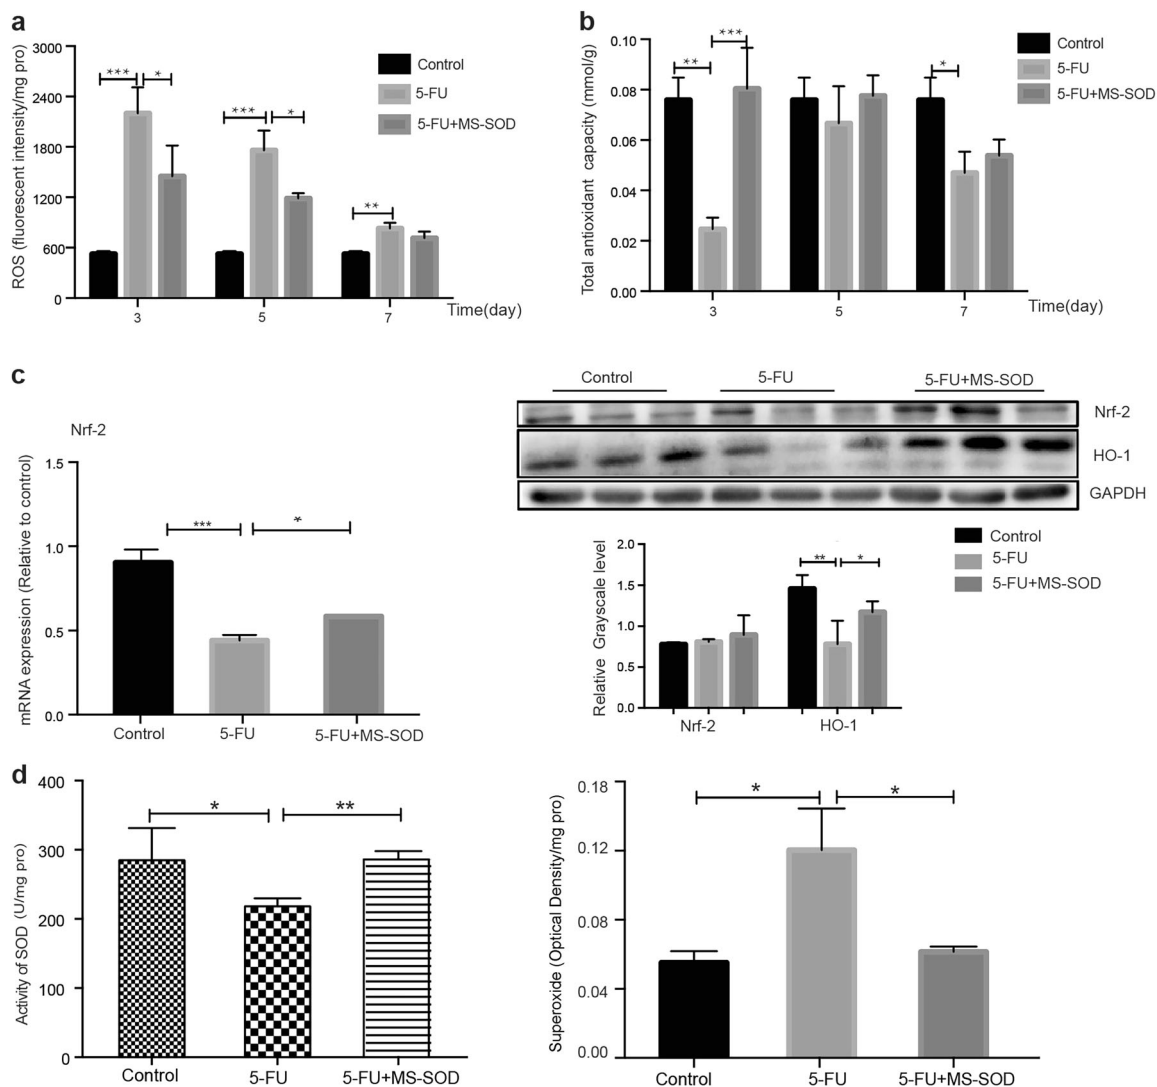 a
ROS (fluorescent intensity/mg pro)
3000
2400
1800
1200
600
0
***
*
***
*
**
3
5
7
Time(day)
Control
5-FU
5-FU+MS-SOD
b
Total antioxidant capacity (mmol/g)
0.10
0.08
0.06
0.04
0.02
0.00
**
***
*
3
5
7
Time(day)
Control
5-FU
5-FU+MS-SOD
c
Nrf-2
mRNA expression (Relative to control)
1.5
1.0
0.5
0.0
***
*
Control
5-FU
5-FU+MS-SOD
Control
5-FU
5-FU+MS-SOD
Nrf-2
HO-1
GAPDH
Relative Grayscale level
2.0
1.5
1.0
0.5
0.0
**
*
Nrf-2
HO-1
Control
5-FU
5-FU+MS-SOD
d
Activity of SOD (U/mg pro)
400
300
200
100
0
*
**
Control
5-FU
5-FU+MS-SOD
Superoxide (Optical Density/mg pro)
0.18
0.12
0.08
0.04
0.00
*
*
Control
5-FU
5-FU+MS-SOD